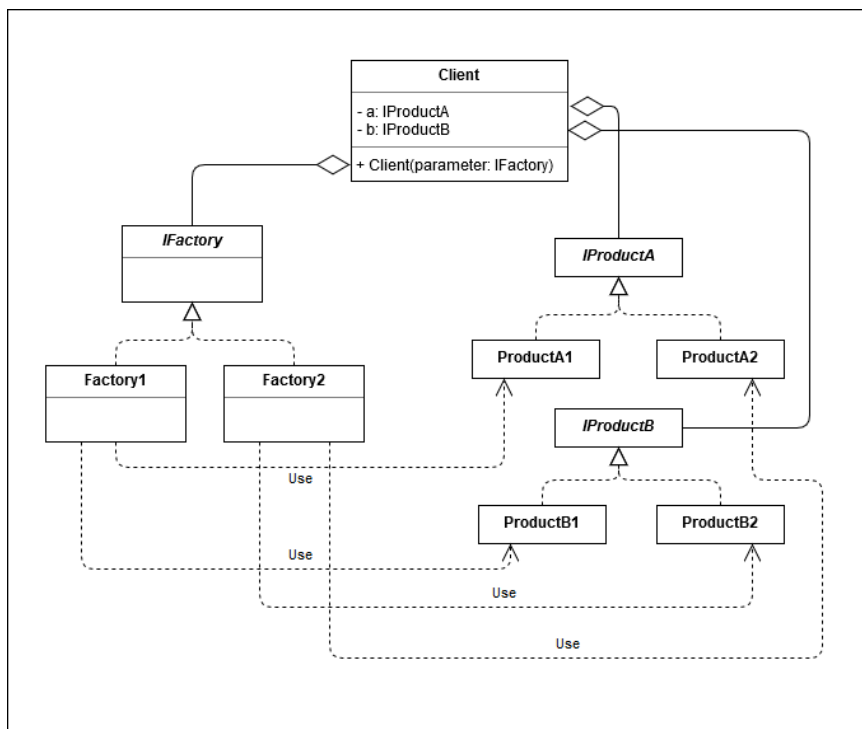 Client
- a: IProductA
- b: IProductB
+ Client(parameter: IFactory)
IFactory
IProductA
ProductA1
ProductA2
Factory1
Factory2
IProductB
Use
ProductB1
ProductB2
Use
Use
Use